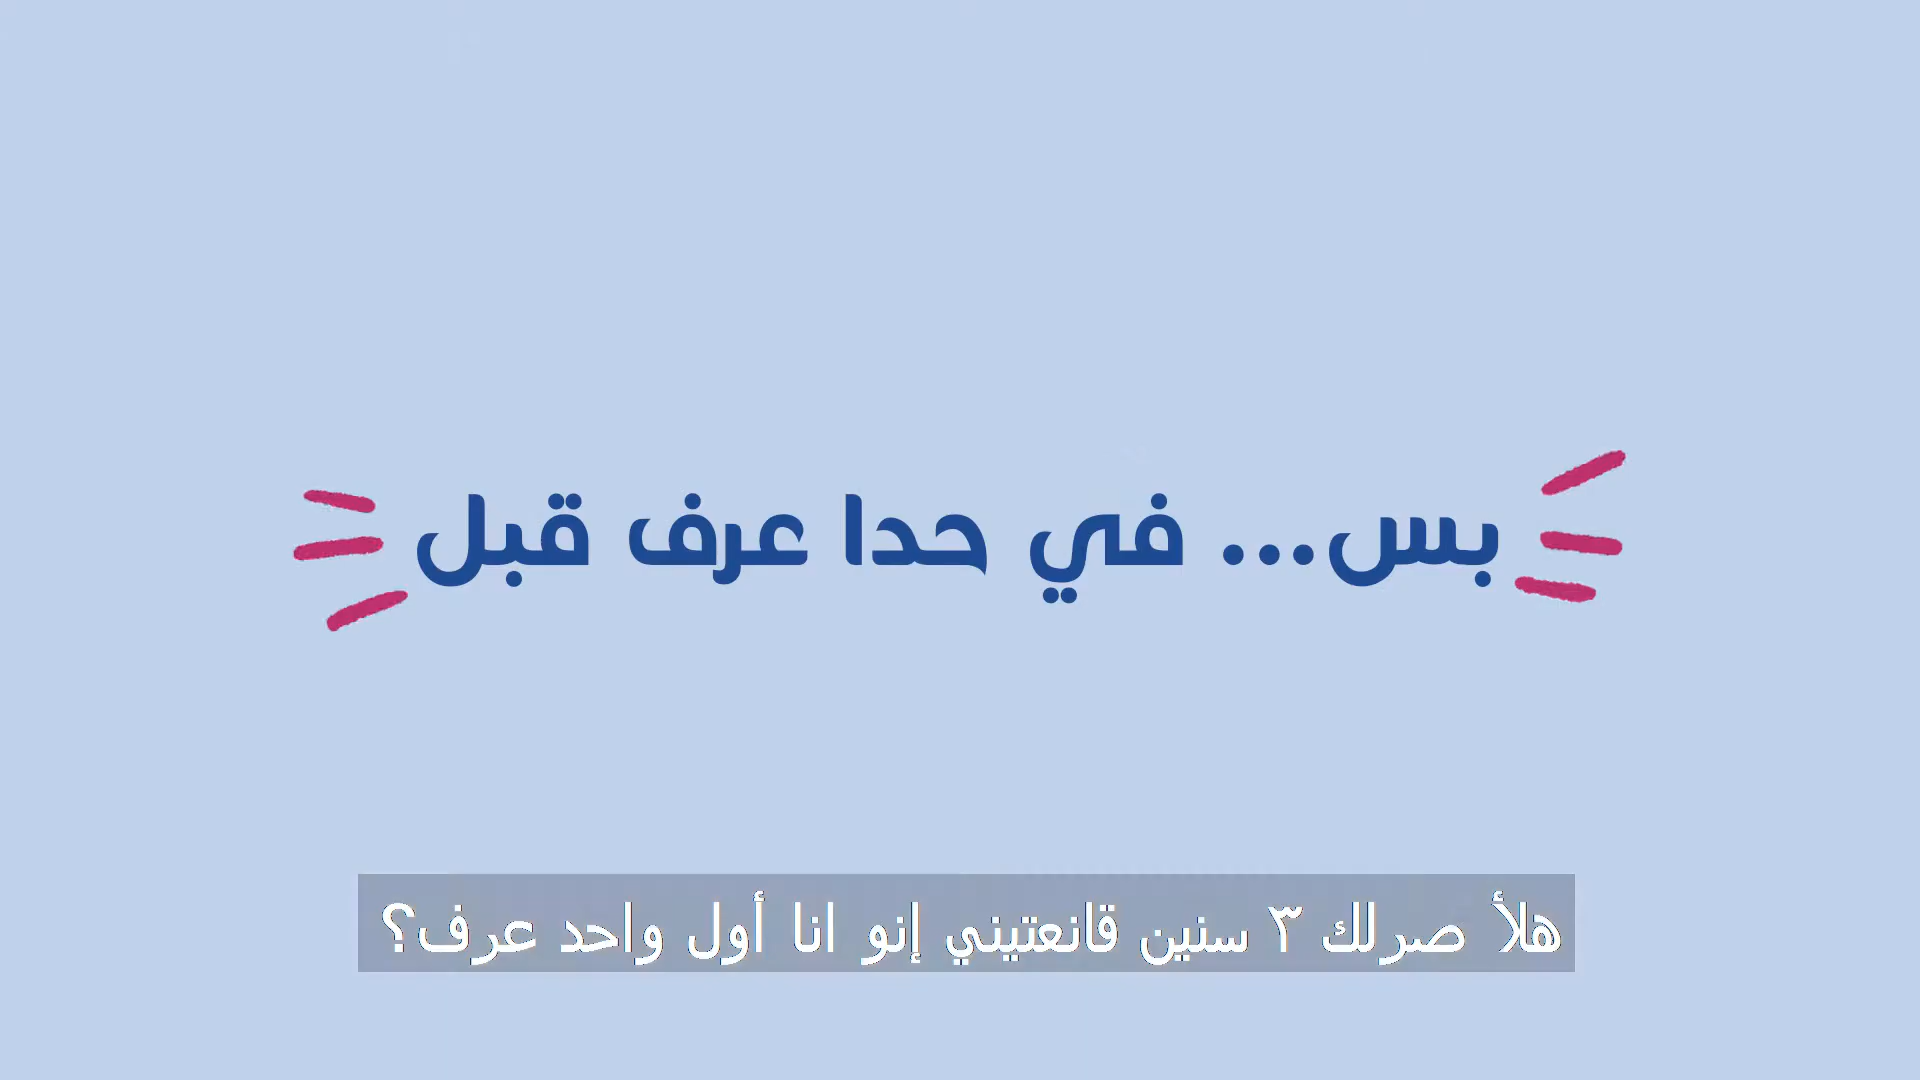 بس... في حدا عرف قبل
هلأ صرلك ٣ سنين قانعتيني إنو انا أول واحد عرف؟